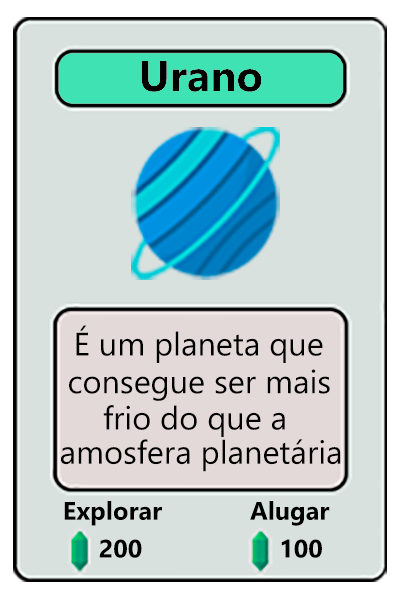 Urano
É um planeta que
consegue ser mais
frio do que a
amosfera planetária
Explorar Alugar
200 100